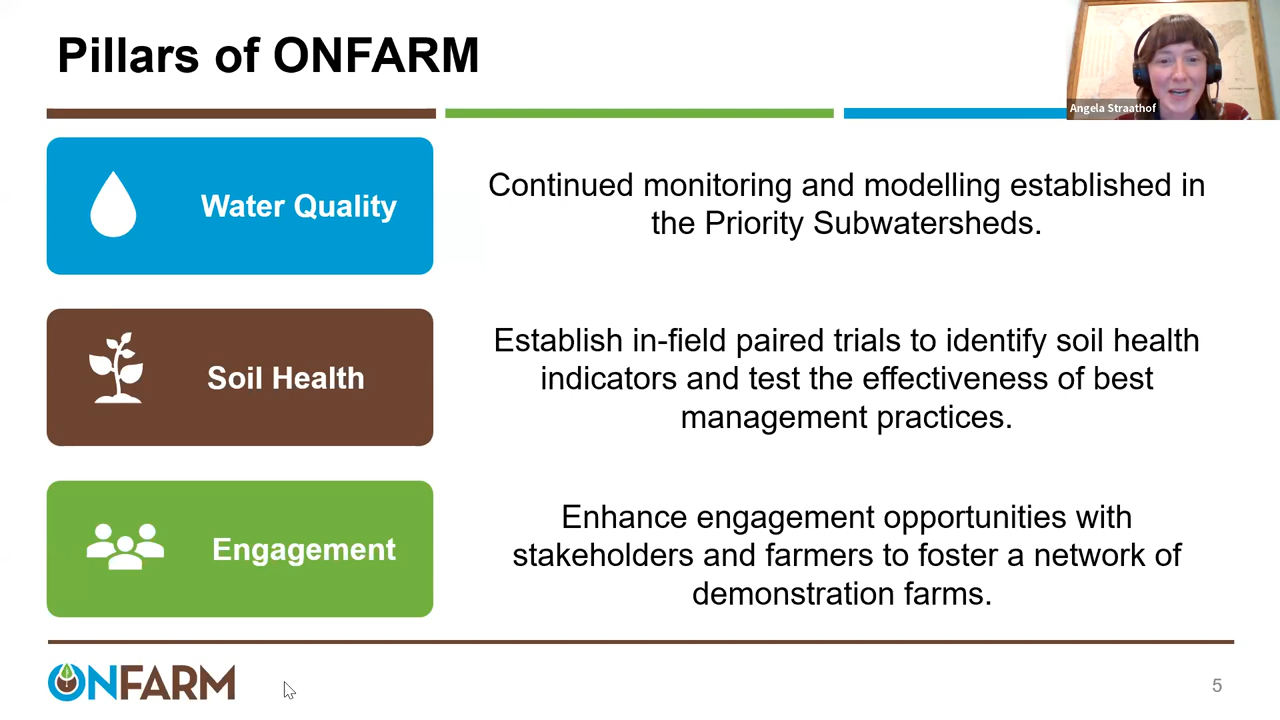 Pillars of ONFARM
Angela Straathof
Water Quality
Continued monitoring and modelling established in
the Priority Subwatersheds.
Soil Health
Establish in-field paired trials to identify soil health
indicators and test the effectiveness of best
management practices.
Engagement
Enhance engagement opportunities with
stakeholders and farmers to foster a network of
demonstration farms.
ONFARM
5